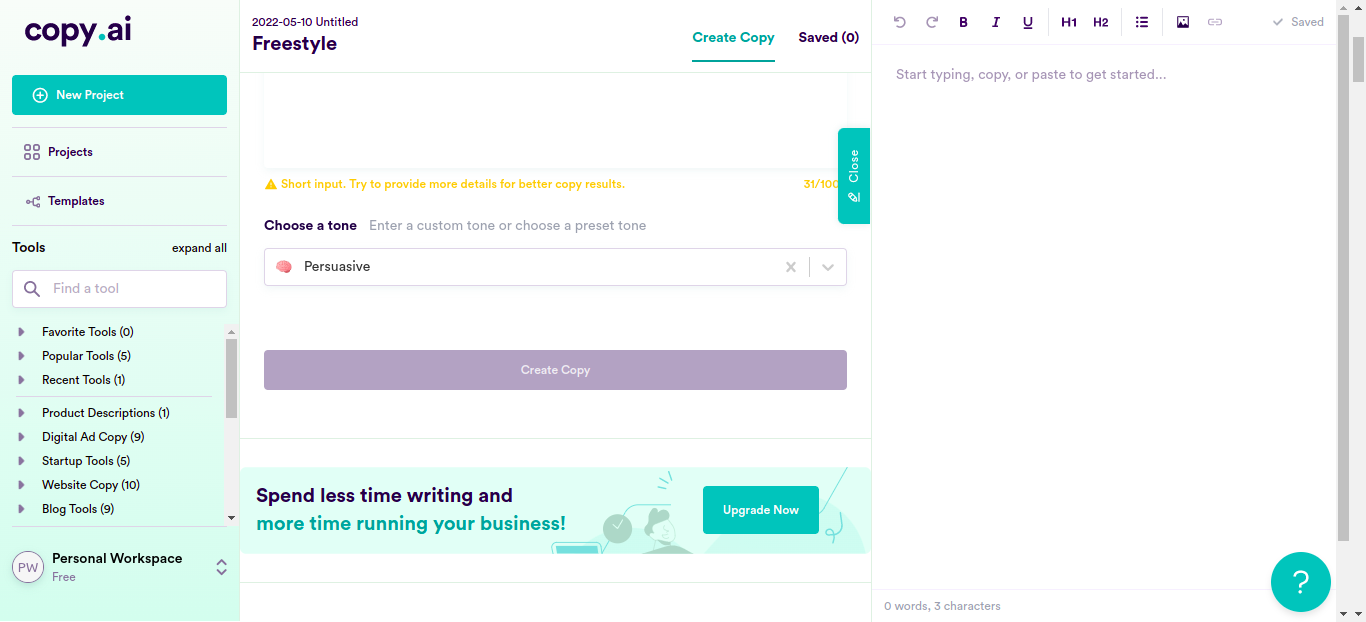 copy.ai
New Project
Projects
Templates
Tools
expand all
Find a tool
Favorite Tools (0)
Popular Tools (5)
Recent Tools (1)
Product Descriptions (1)
Digital Ad Copy (9)
Startup Tools (5)
Website Copy (10)
Blog Tools (9)
PW
Personal Workspace
Free
2022-05-10 Untitled
Freestyle
Create Copy
Saved (0)
Short input. Try to provide more details for better copy results.
31/100
Close
Choose a tone
Enter a custom tone or choose a preset tone
Persuasive
Create Copy
Spend less time writing and
more time running your business!
Upgrade Now
B
I
U
H1
H2
Saved
Start typing, copy, or paste to get started...
0 words, 3 characters
?